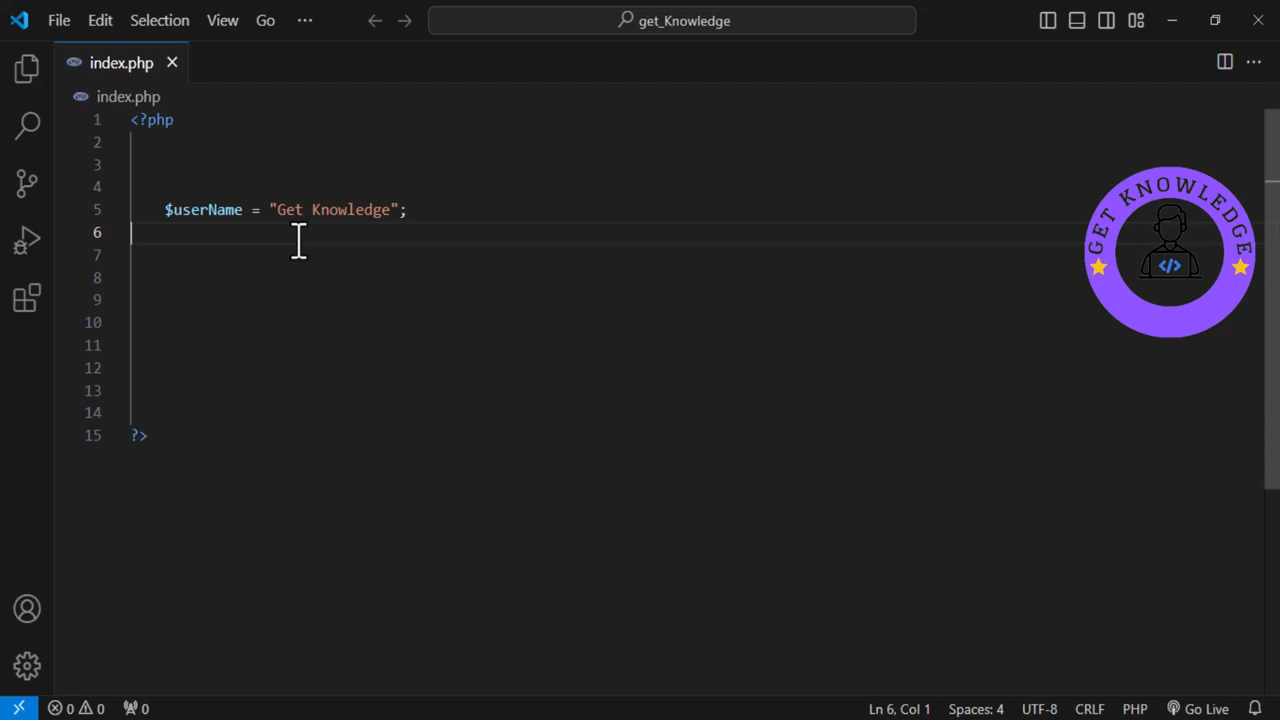 File Edit Selection View Go ··· get_Knowledge
index.php
index.php
1 <?php
2
3
4
5 $userName = "Get Knowledge";
6
7
8
9
10
11
12
13
14
15 ?>
GET KNOWLEDGE
</>
0 0 0 Ln 6, Col 1 Spaces: 4 UTF-8 CRLF PHP Go Live